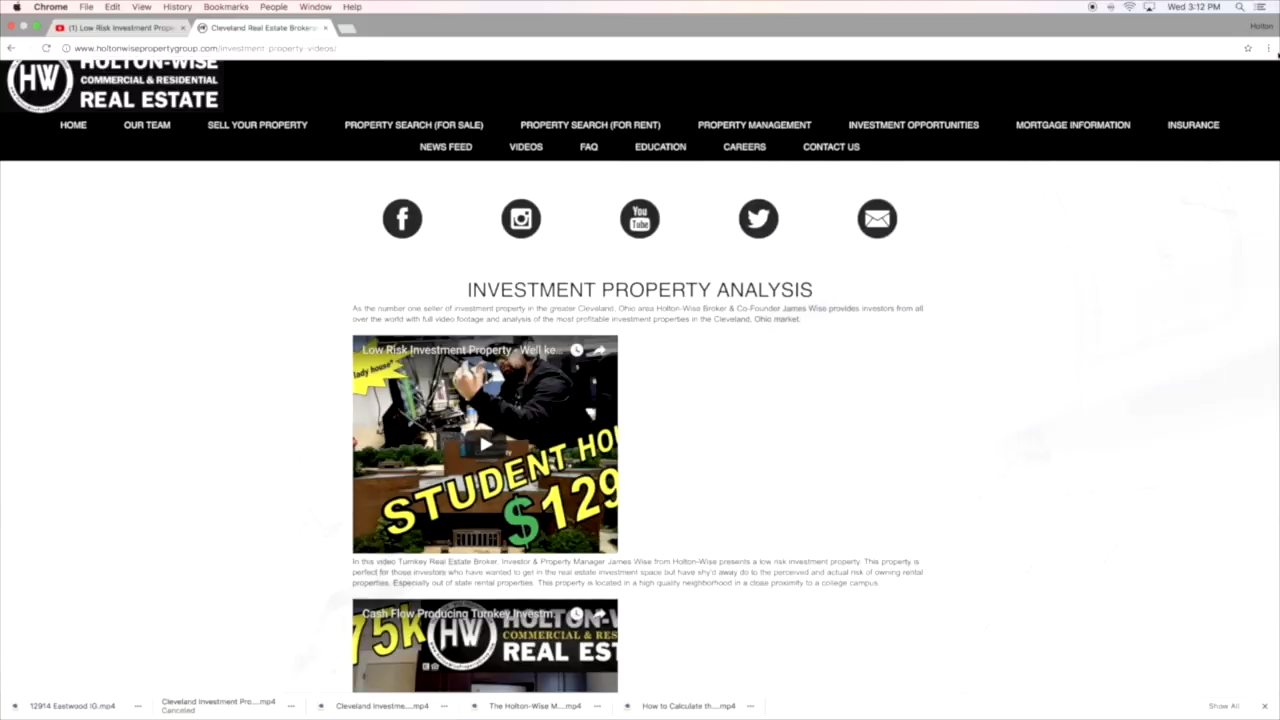 Chrome File Edit View History Bookmarks People Window Help Wed 3:12 PM
(1) Low Risk Investment Prope Cleveland Real Estate Brokers Holton
www.holtonwisepropertygroup.com/investment-property-videos/
HW
HOLTON-WISE
COMMERCIAL & RESIDENTIAL
REAL ESTATE
HOME OUR TEAM SELL YOUR PROPERTY PROPERTY SEARCH (FOR SALE) PROPERTY SEARCH (FOR RENT) PROPERTY MANAGEMENT INVESTMENT OPPORTUNITIES MORTGAGE INFORMATION INSURANCE
NEWS FEED VIDEOS FAQ EDUCATION CAREERS CONTACT US
You
Tube
INVESTMENT PROPERTY ANALYSIS
As the number one seller of investment property in the greater Cleveland, Ohio area Holton-Wise Broker & Co-Founder James Wise provides investors from all
over the world with full video footage and analysis of the most profitable investment properties in the Cleveland, Ohio market.
Low Risk Investment Property - Well ke...
lady house"
STUDENT HOU
$129
In this video Turnkey Real Estate Broker, Investor & Property Manager James Wise from Holton-Wise presents a low risk investment property. This property is
perfect for those investors who have wanted to get in the real estate investment space but have shy'd away do to the perceived and actual risk of owning rental
properties. Especially out of state rental properties. This property is located in a high quality neighborhood in a close proximity to a college campus.
Cash Flow Producing Turnkey Investm...
75k
HW
HOLTON-W
COMMERCIAL & RES
REAL EST
12914 Eastwood IG.mp4 Cleveland Investment Pro....mp4 Cleveland Investme....mp4 The Holton-Wise M....mp4 How to Calculate th....mp4 Show All
Canceled